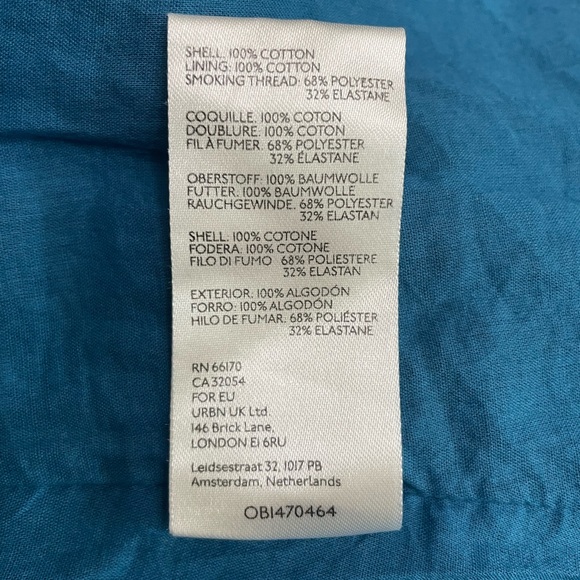 SHELL: 100% COTTON
LINING: 100% COTTON
SMOKING THREAD: 68% POLYESTER
32% ELASTANE
COQUILLE: 100% COTON
DOUBLURE: 100% COTON
FIL À FUMER: 68% POLYESTER
32% ÉLASTANE
OBERSTOFF: 100% BAUMWOLLE
FUTTER: 100% BAUMWOLLE
RAUCHGEWINDE: 68% POLYESTER
32% ELASTAN
SHELL: 100% COTONE
FODERA: 100% COTONE
FILO DI FUMO 68% POLIESTERE
32% ELASTAN
EXTERIOR: 100% ALGODÓN
FORRO: 100% ALGODÓN
HILO DE FUMAR: 68% POLIÉSTER
32% ELASTANE
RN 66170
CA 32054
FOR EU
URBN UK Ltd.
146 Brick Lane,
LONDON E1 6RU
Leidsestraat 32, 1017 PB
Amsterdam, Netherlands
OB1470464